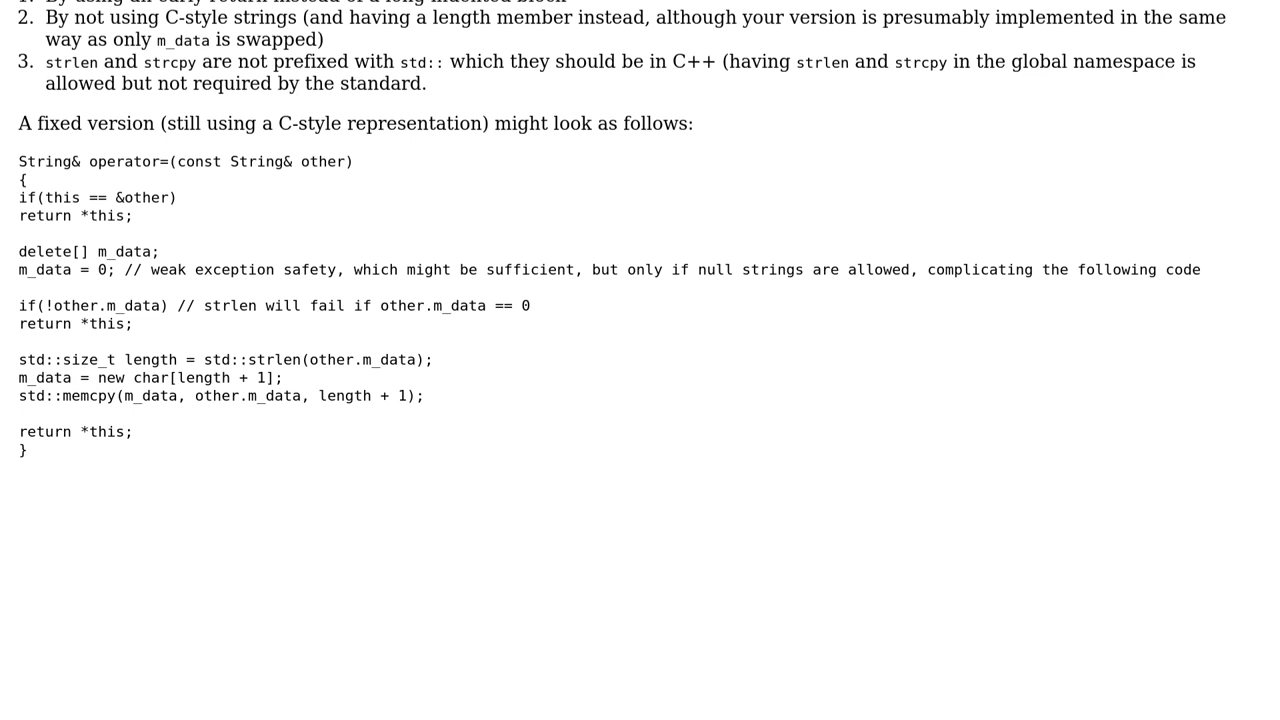 2. By not using C-style strings (and having a length member instead, although your version is presumably implemented in the same
way as only m_data is swapped)
3. strlen and strcpy are not prefixed with std:: which they should be in C++ (having strlen and strcpy in the global namespace is
allowed but not required by the standard.
A fixed version (still using a C-style representation) might look as follows:
String& operator=(const String& other)
{
if(this == &other)
return *this;
delete[] m_data;
m_data = 0; // weak exception safety, which might be sufficient, but only if null strings are allowed, complicating the following code
if(!other.m_data) // strlen will fail if other.m_data == 0
return *this;
std::size_t length = std::strlen(other.m_data);
m_data = new char[length + 1];
std::memcpy(m_data, other.m_data, length + 1);
return *this;
}